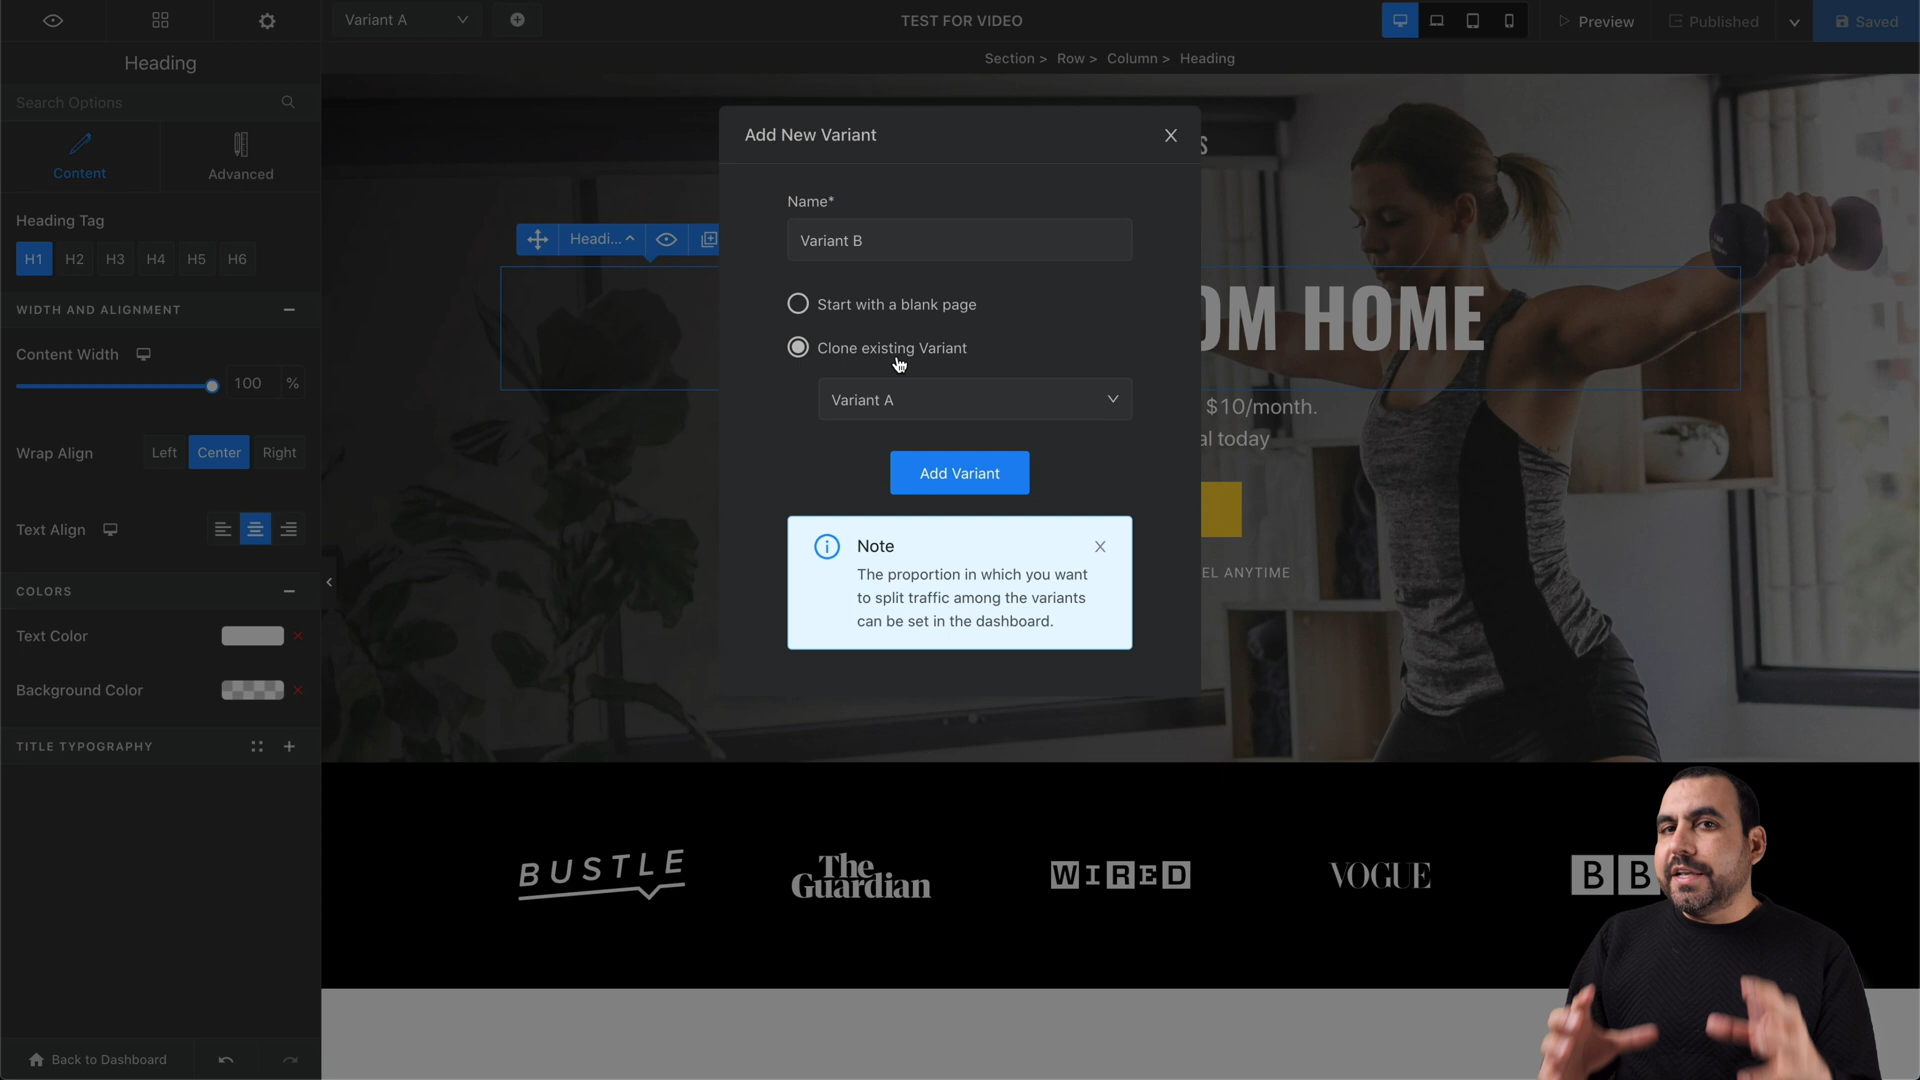 Variant A
TEST FOR VIDEO
Preview
Published
Saved
Heading
Section > Row > Column > Heading
Search Options
Content
Advanced
Heading Tag
H1 H2 H3 H4 H5 H6
WIDTH AND ALIGNMENT
Content Width
100 %
Wrap Align
Left Center Right
Text Align
COLORS
Text Color
Background Color
TITLE TYPOGRAPHY
Back to Dashboard
Add New Variant
Name*
Variant B
Start with a blank page
Clone existing Variant
Variant A
Add Variant
Note
The proportion in which you want
to split traffic among the variants
can be set in the dashboard.
Headi...
S
OM HOME
$10/month.
al today
EL ANYTIME
BUSTLE
The
Guardian
WIRED
VOGUE
BB